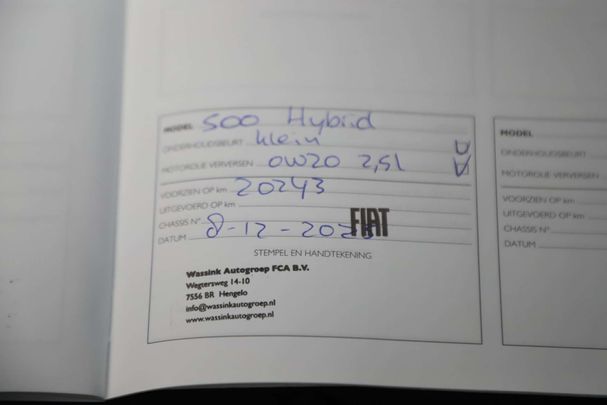 MODEL 500 Hybrid
ONDERHOUDSBEURT klein
MOTOROLIE VERVERSEN 0W20 2,5L
VOORZIEN OP km 20243
UITGEVOERD OP km
CHASSIS N°
DATUM 8-12-
FIAT
STEMPEL EN HANDTEKENING
Wassink Autogroep FCA B.V.
Wegtersweg 14-10
7556 BR Hengelo
info@wassinkautogroep.nl
www.wassinkautogroep.nl
MODEL
ONDERHOUDSBEURT
MOTOROLIE VERVERSEN
VOORZIEN OP km
UITGEVOERD OP km
CHASSIS N°
DATUM